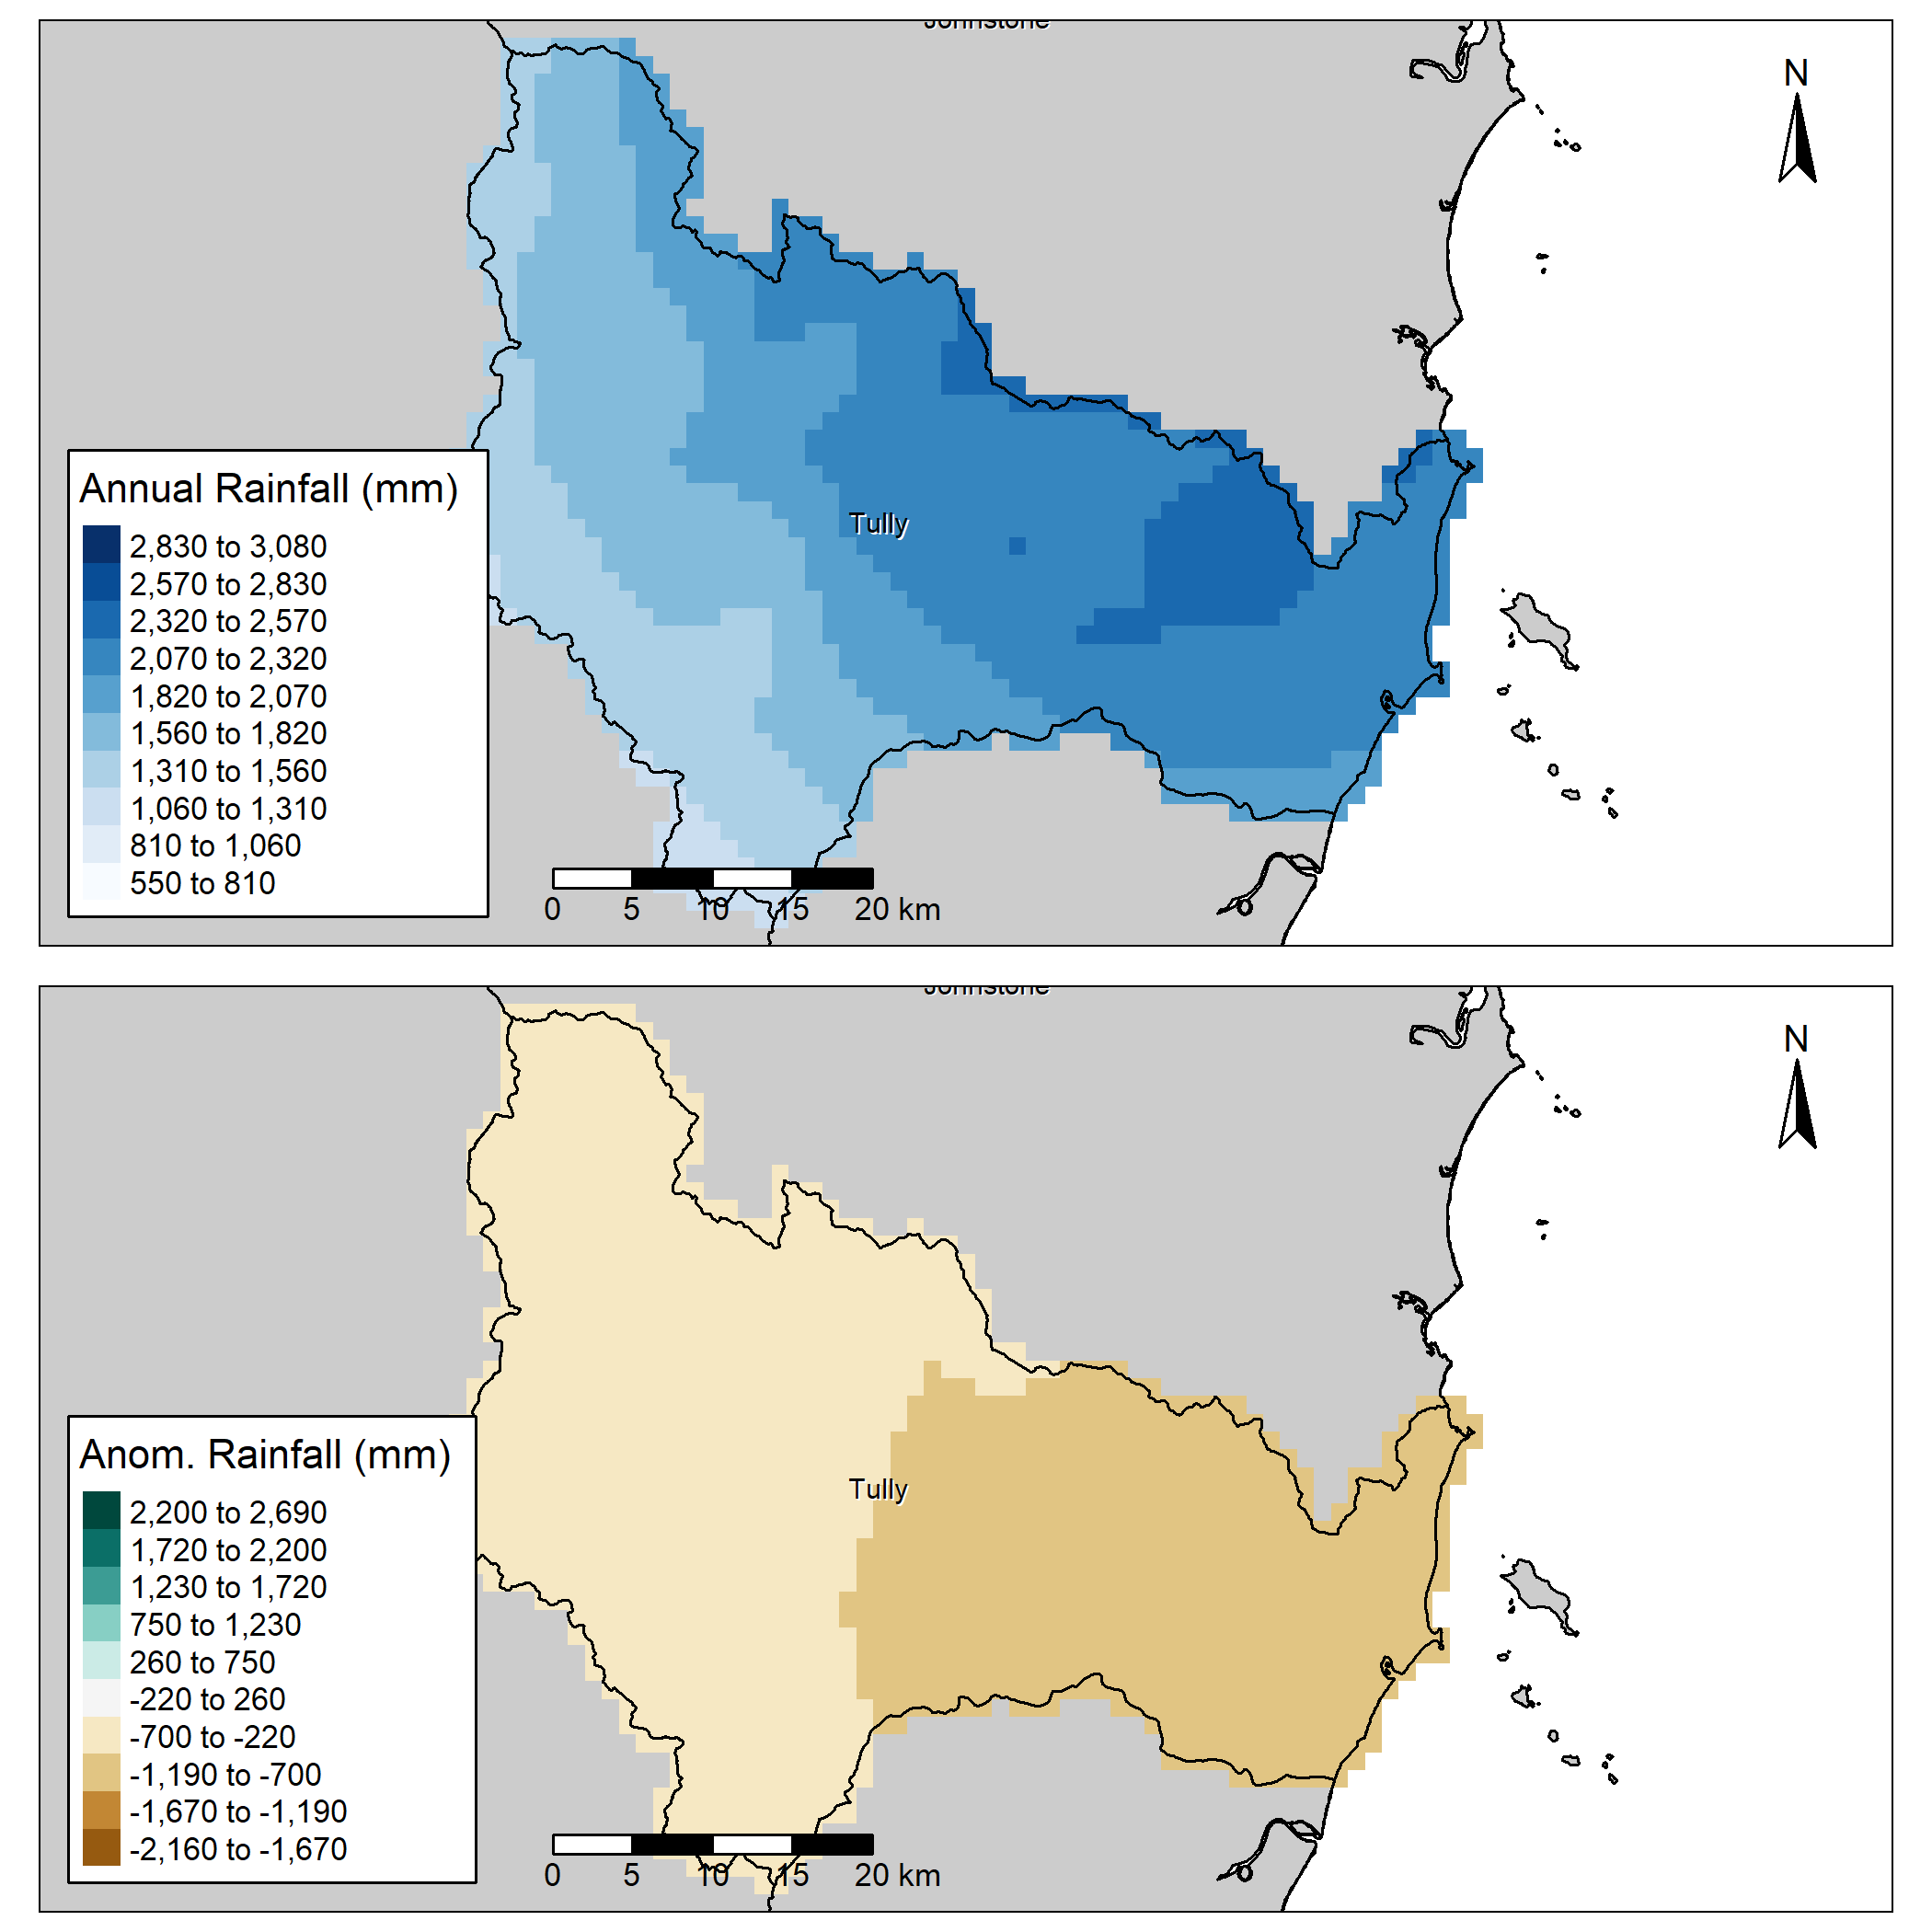 Johnstone
N
Annual Rainfall (mm)
2,830 to 3,080
2,570 to 2,830
2,320 to 2,570
2,070 to 2,320
1,820 to 2,070
1,560 to 1,820
1,310 to 1,560
1,060 to 1,310
810 to 1,060
550 to 810
Tully
0 5 10 15 20 km
Johnstone
N
Anom. Rainfall (mm)
2,200 to 2,690
1,720 to 2,200
1,230 to 1,720
750 to 1,230
260 to 750
-220 to 260
-700 to -220
-1,190 to -700
-1,670 to -1,190
-2,160 to -1,670
Tully
0 5 10 15 20 km